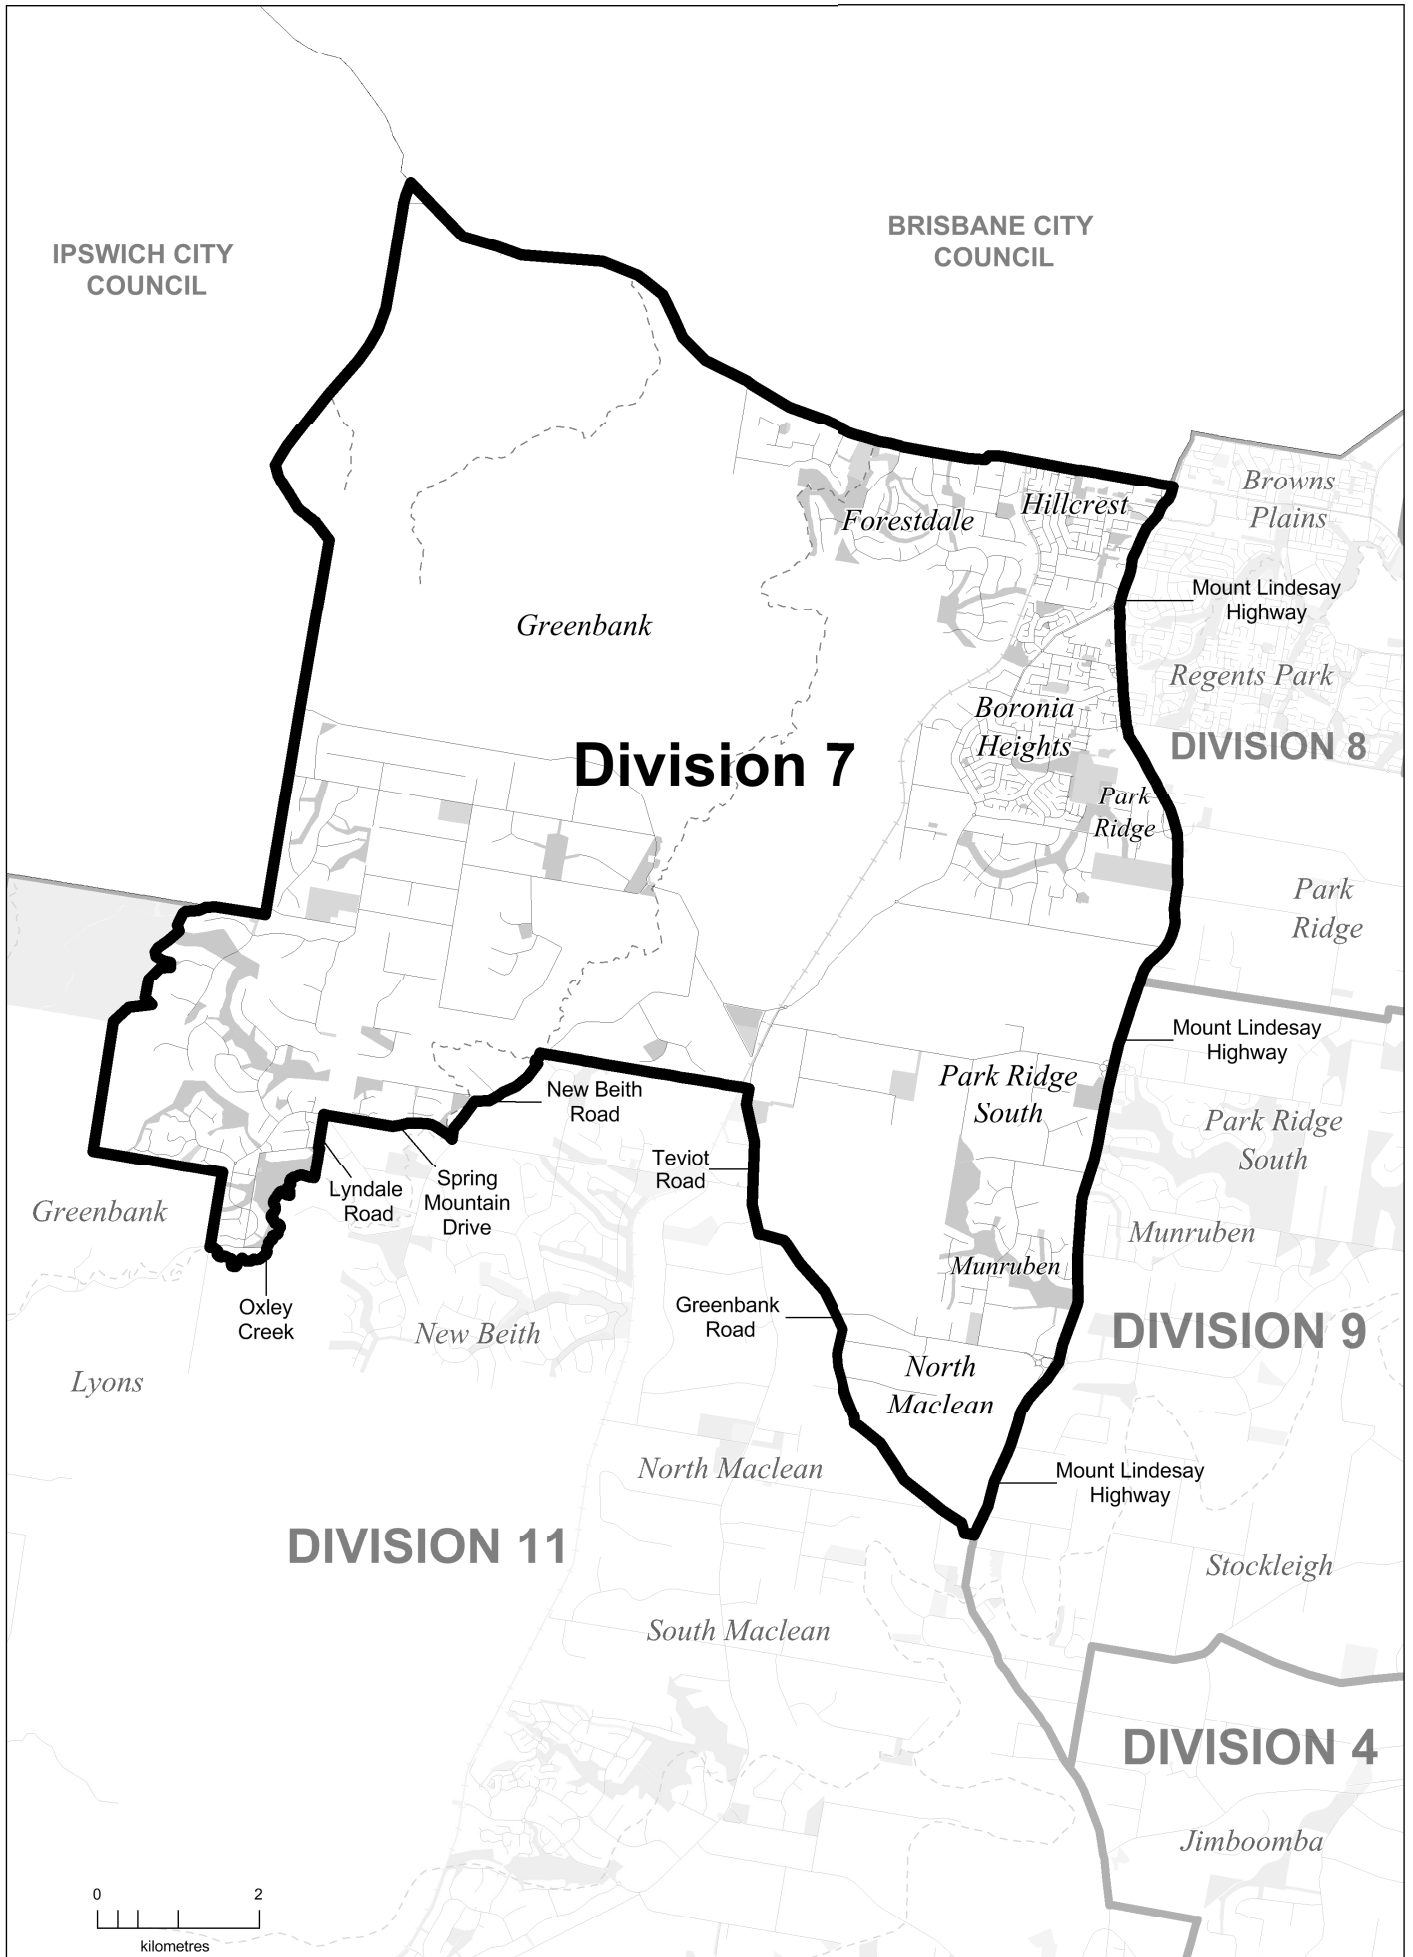 BRISBANE CITY
COUNCIL
IPSWICH CITY
COUNCIL
Browns
Plains
Hillcrest
Forestdale
Mount Lindesay
Highway
Greenbank
Regents Park
Boronia
Heights
DIVISION 8
Division 7
Park
Ridge
Park
Ridge
Mount Lindesay
Highway
Park Ridge
South
New Beith
Road
Park Ridge
South
Teviot
Road
Spring
Mountain
Drive
Lyndale
Road
Greenbank
Munruben
Munruben
Oxley
Creek
Greenbank
Road
New Beith
DIVISION 9
Lyons
North
Maclean
North Maclean
Mount Lindesay
Highway
DIVISION 11
Stockleigh
South Maclean
DIVISION 4
Jimboomba
0 2
kilometres